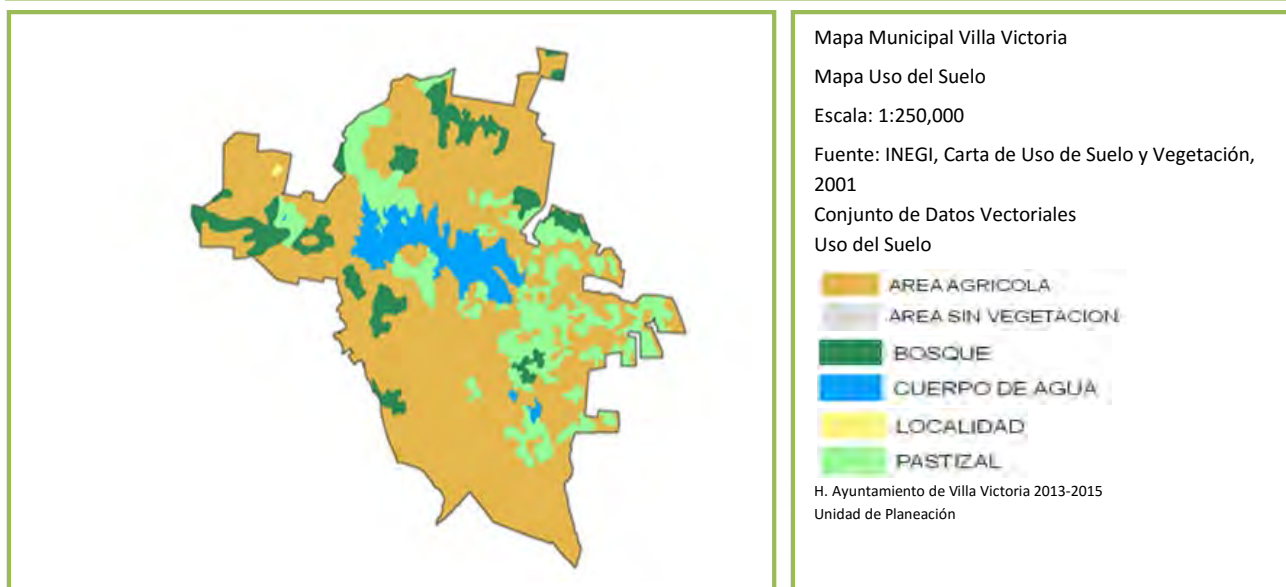 Mapa Municipal Villa Victoria
Mapa Uso del Suelo
Escala: 1:250,000
Fuente: INEGI, Carta de Uso de Suelo y Vegetación,
2001
Conjunto de Datos Vectoriales
Uso del Suelo
AREA AGRICOLA
AREA SIN VEGETACION
BOSQUE
CUERPO DE AGUA
LOCALIDAD
PASTIZAL
H. Ayuntamiento de Villa Victoria 2013-2015
Unidad de Planeación